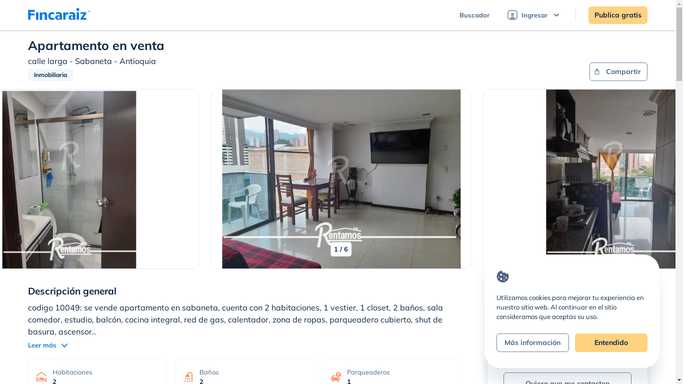 Fincaraiz
Buscador
Ingresar
Publica gratis
Apartamento en venta
calle larga - Sabaneta - Antioquia
Inmobiliaria
Compartir
Rentamos
Rentamos
Rentamos
1 / 6
Descripción general
codigo 10049: se vende apartamento en sabaneta, cuenta con 2 habitaciones, 1 vestier, 1 closet, 2 baños, sala
comedor, estudio, balcón, cocina integral, red de gas, calentador, zona de ropas, parqueadero cubierto, shut de
basura, ascensor..
Leer más
Habitaciones
2
Baños
2
Parqueaderos
1
Utilizamos cookies para mejorar tu experiencia en
nuestro sitio web. Al continuar en el sitio
consideramos que aceptas su uso.
Más información
Entendido
Quiero que me contacten